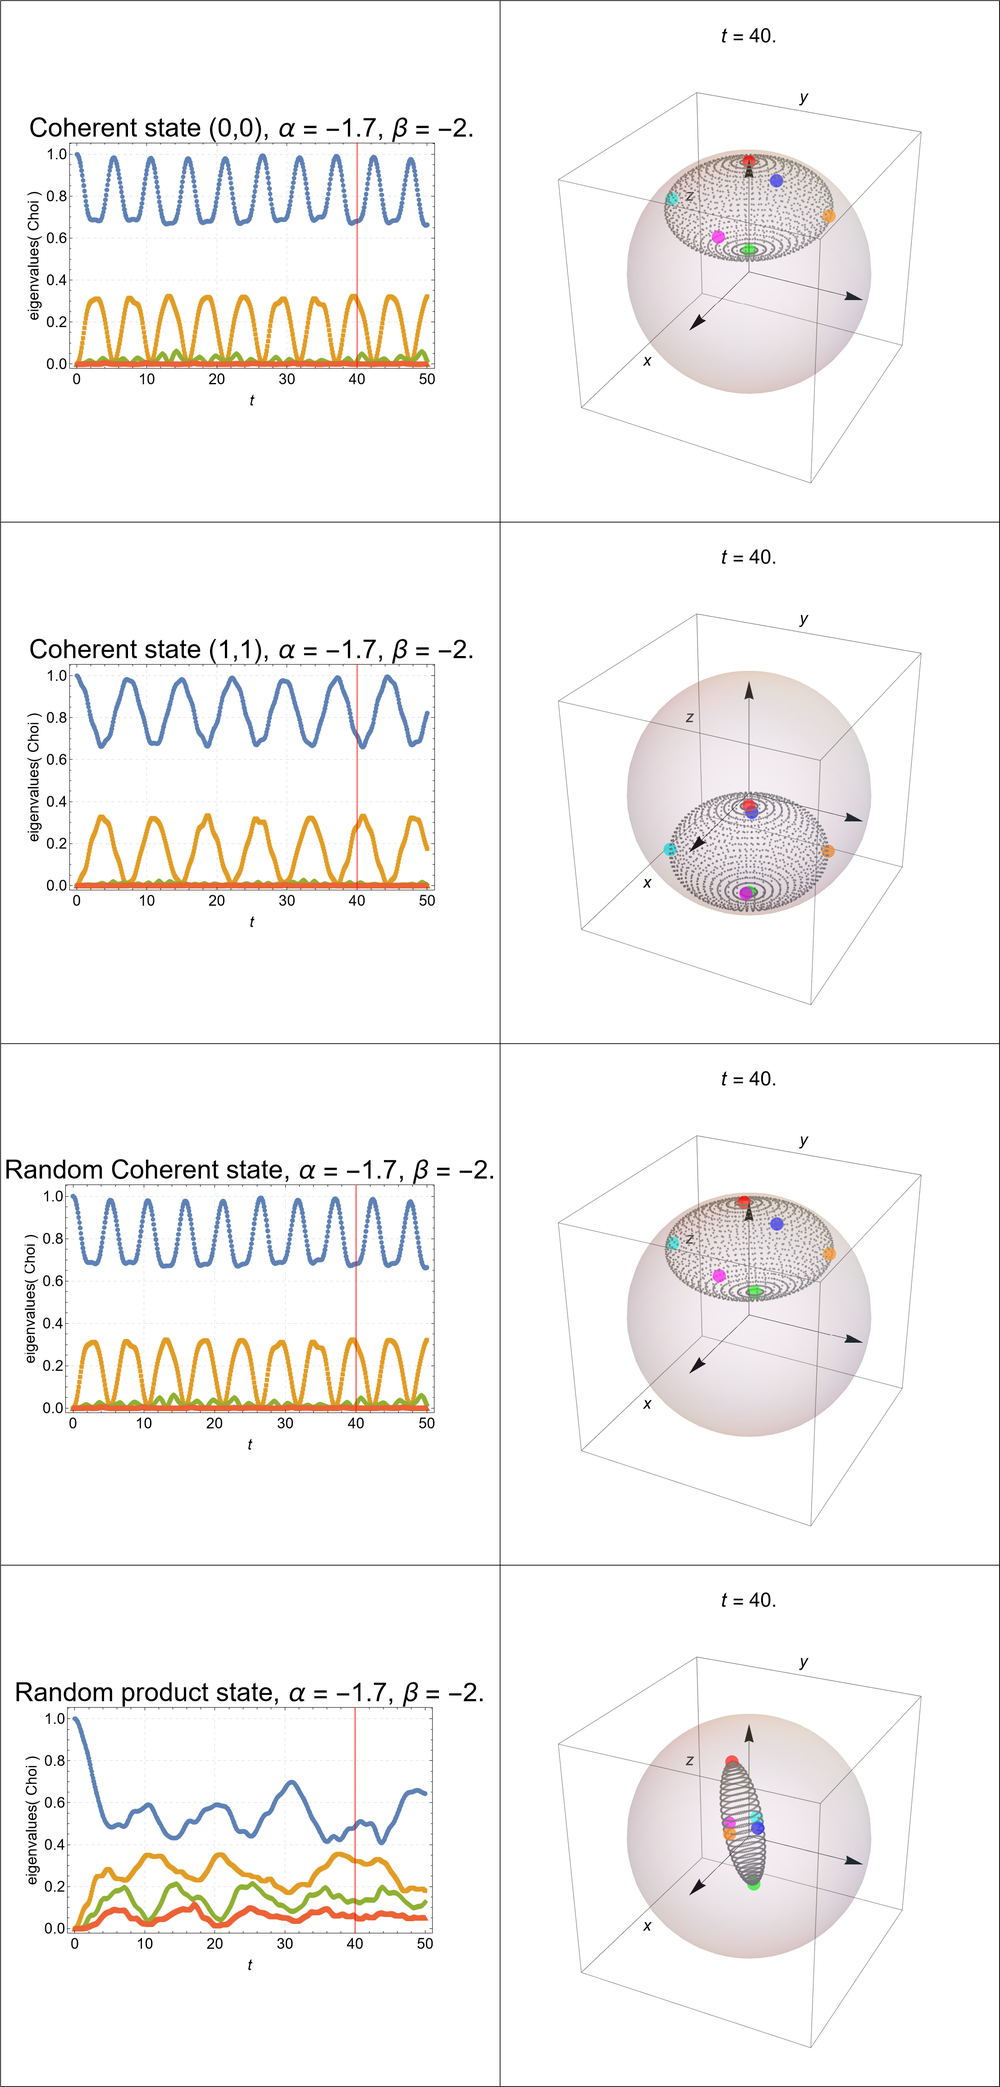 t = 40.
y
Coherent state (0,0), α = −1.7, β = −2.
1.0
0.8
0.6
0.4
0.2
0.0
eigenvalues( Choi )
0 10 20 30 40 50
t
z
x
t = 40.
y
Coherent state (1,1), α = −1.7, β = −2.
1.0
0.8
0.6
0.4
0.2
0.0
eigenvalues( Choi )
0 10 20 30 40 50
t
z
x
t = 40.
y
Random Coherent state, α = −1.7, β = −2.
1.0
0.8
0.6
0.4
0.2
0.0
eigenvalues( Choi )
0 10 20 30 40 50
t
z
x
t = 40.
y
Random product state, α = −1.7, β = −2.
1.0
0.8
0.6
0.4
0.2
0.0
eigenvalues( Choi )
0 10 20 30 40 50
t
z
x